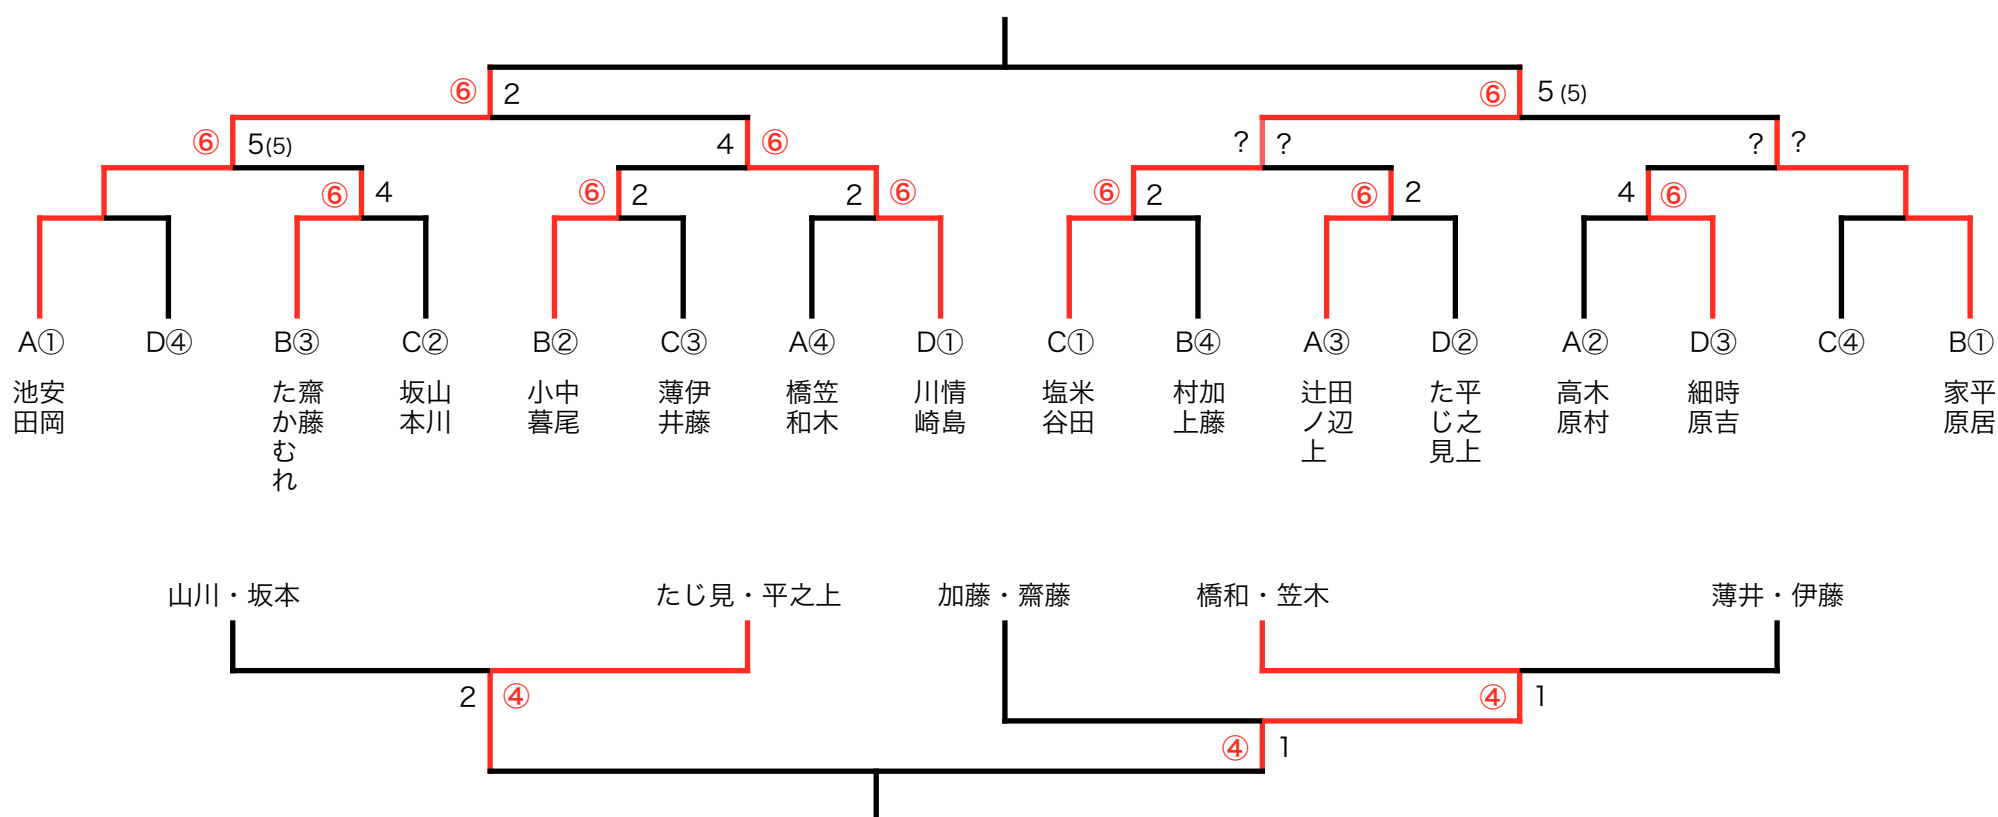 ⑥ 2 ⑥ 5 (5)
⑥ 5(5) 4 ⑥ ? ? ? ?
⑥ 4 ⑥ 2 2 ⑥ ⑥ 2 ⑥ 2 4 ⑥
A① D④ B③ C② B② C③ A④ D① C① B④ A③ D② A② D③ C④ B①
安岡
池田
齋藤
たかむれ
山川
坂本
中尾
小暮
伊藤
薄井
笠木
橋和
情島
川崎
米田
塩谷
加藤
村上
田辺
辻ノ上
平之上
たじ見
木村
高原
時吉
細原
平居
家原
山川・坂本 たじ見・平之上 加藤・齋藤 橋和・笠木 薄井・伊藤
2 ④ ④ 1
④ 1